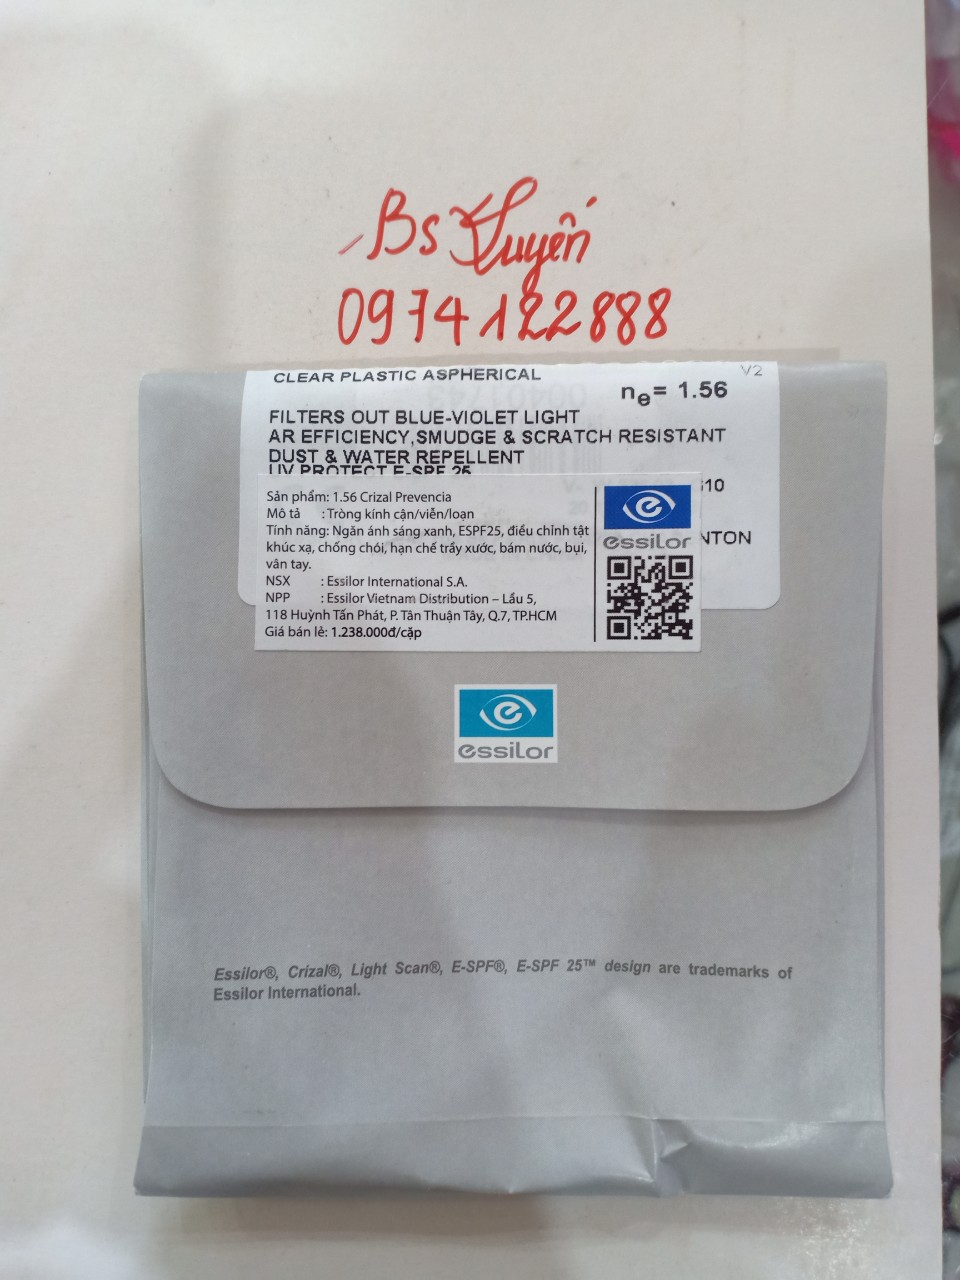 Bs Xuyến
0974122888
CLEAR PLASTIC ASPHERICAL
V2
ne= 1.56
FILTERS OUT BLUE-VIOLET LIGHT
AR EFFICIENCY,SMUDGE & SCRATCH RESISTANT
DUST & WATER REPELLENT
UV PROTECT E-SPF 25
Sản phẩm: 1.56 Crizal Prevencia
Mô tả : Tròng kính cận/viễn/loạn
Tính năng: Ngăn ánh sáng xanh, ESPF25, điều chỉnh tật
khúc xạ, chống chói, hạn chế trầy xước, bám nước, bụi,
vân tay.
NSX : Essilor International S.A.
NPP : Essilor Vietnam Distribution – Lầu 5,
118 Huỳnh Tấn Phát, P. Tân Thuận Tây, Q.7, TP.HCM
Giá bán lẻ: 1.238.000đ/cặp
essilor
NTON
essilor
Essilor®, Crizal®, Light Scan®, E-SPF®, E-SPF 25™ design are trademarks of
Essilor International.